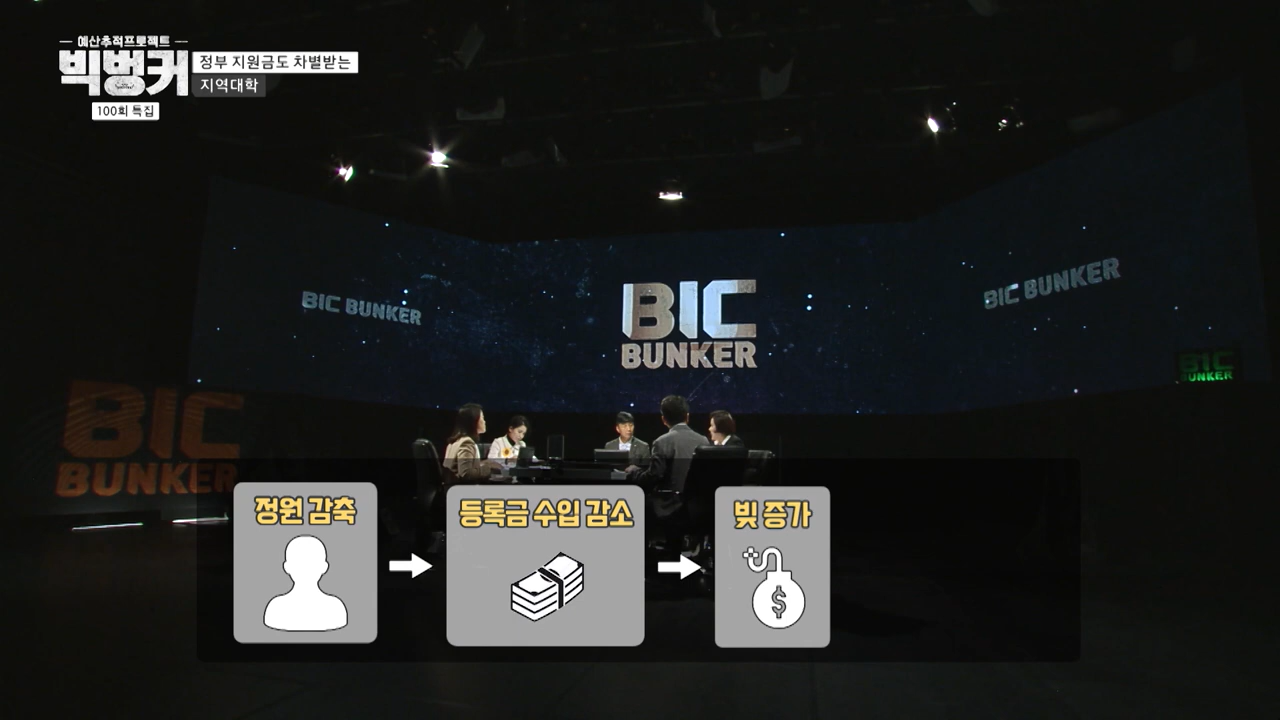 예산추적프로젝트
빅벙커
100회 특집
정부 지원금도 차별받는
지역대학
BIC BUNKER
BIC
BUNKER
BIC BUNKER
BIC
BUNKER
BIC
BUNKER
정원 감축
등록금 수입 감소
빚 증가
$